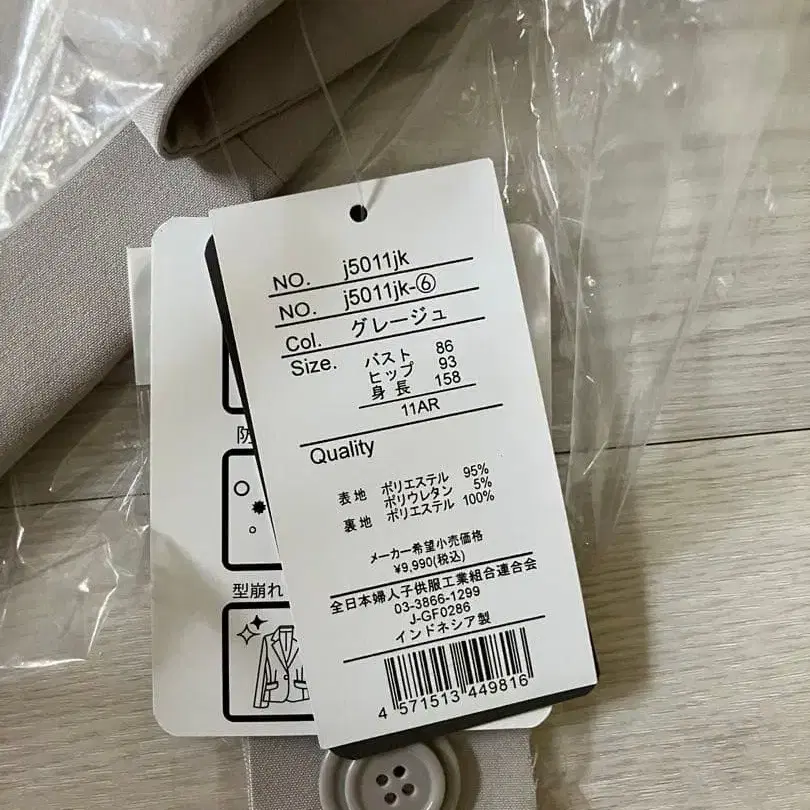 NO. j5011jk
NO. j5011jk-⑥
Col. グレージュ
Size. バスト 86
ヒップ 93
身長 158
11AR
Quality
表地 ポリエステル 95%
ポリウレタン 5%
裏地 ポリエステル 100%
メーカー希望小売価格
¥9,990(税込)
全日本婦人子供服工業組合連合会
03-3866-1299
J-GF0286
インドネシア製
4 571513 449816
防
型崩れ